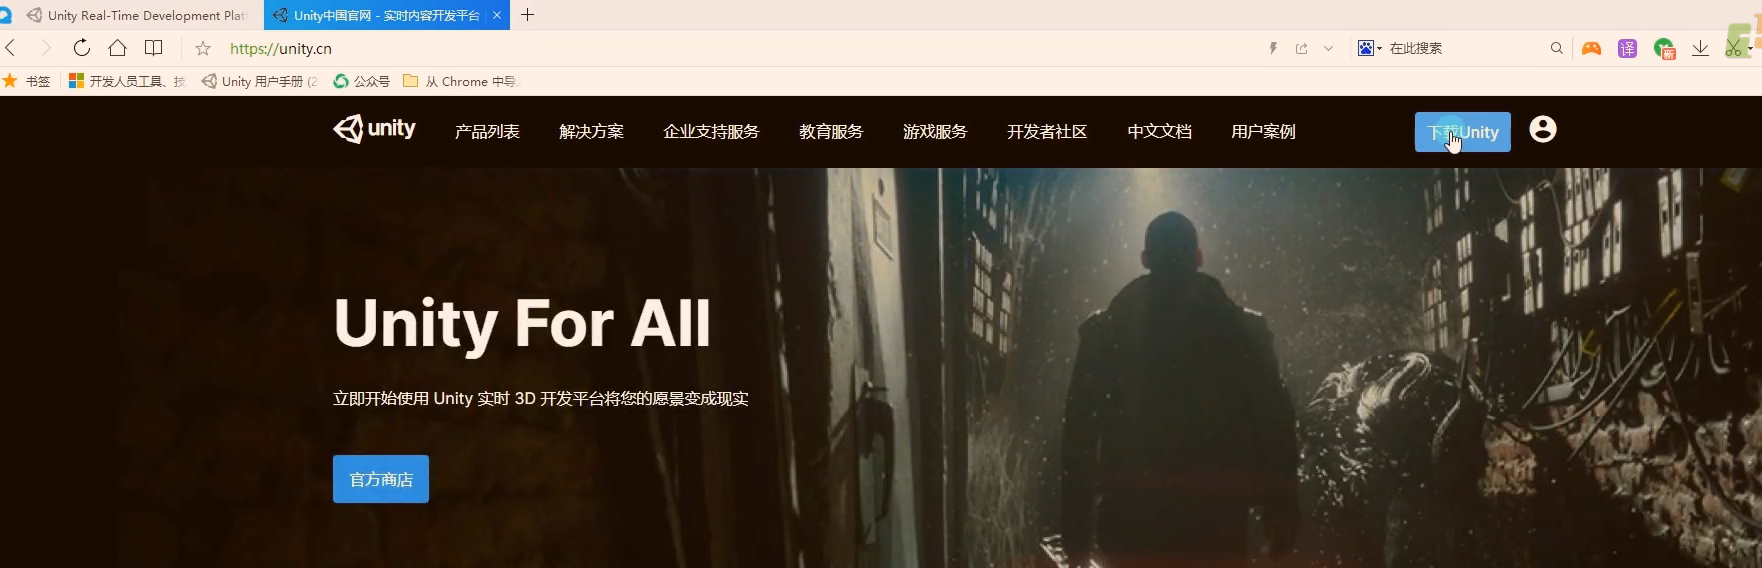 Unity Real-Time Development Plat
Unity中国官网 - 实时内容开发平台
https://unity.cn
在此搜索
译
新
书签
开发人员工具、技
Unity 用户手册 (2
公众号
从 Chrome 中导
unity
产品列表
解决方案
企业支持服务
教育服务
游戏服务
开发者社区
中文文档
用户案例
下载Unity
Unity For All
立即开始使用 Unity 实时 3D 开发平台将您的愿景变成现实
官方商店